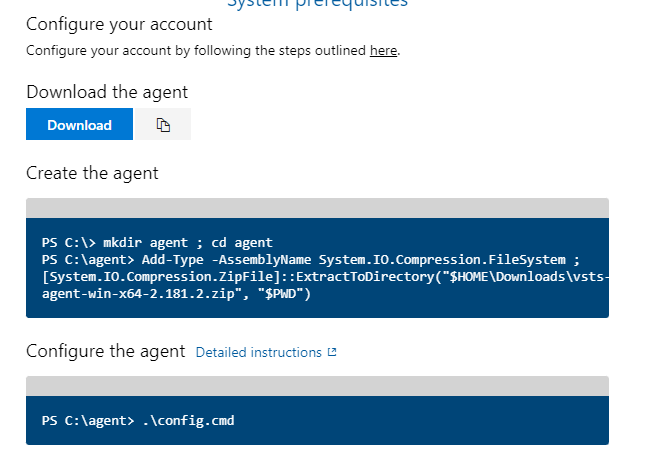 System prerequisites
Configure your account
Configure your account by following the steps outlined here.
Download the agent
Download
Create the agent
PS C:\> mkdir agent ; cd agent
PS C:\agent> Add-Type -AssemblyName System.IO.Compression.FileSystem ;
[System.IO.Compression.ZipFile]::ExtractToDirectory("$HOME\Downloads\vsts-
agent-win-x64-2.181.2.zip", "$PWD")
Configure the agent Detailed instructions
PS C:\agent> .\config.cmd